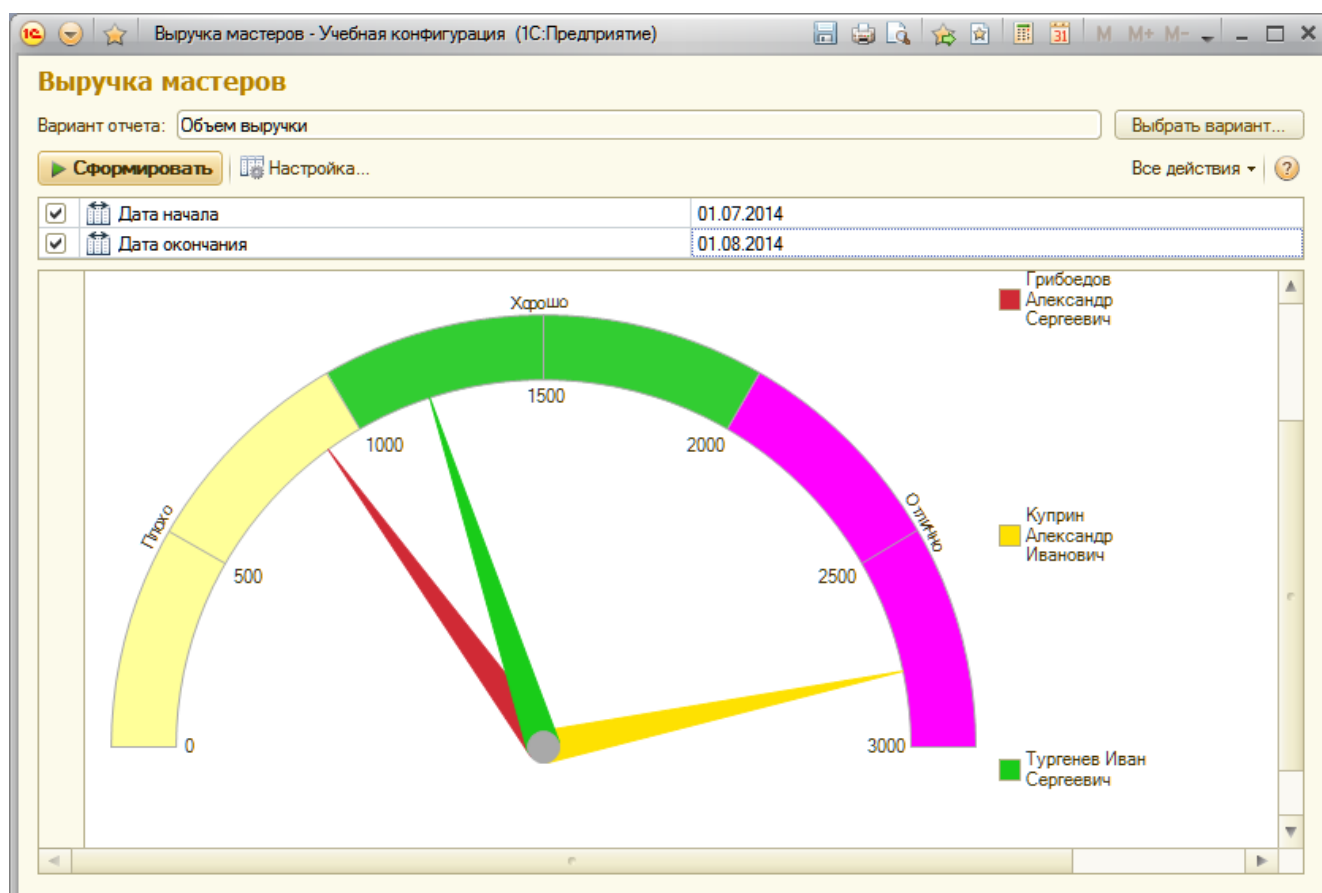 Выручка мастеров - Учебная конфигурация (1С:Предприятие)
31 M M+ M-
Выручка мастеров
Вариант отчета: Объем выручки Выбрать вариант...
Сформировать Настройка... Все действия ?
Дата начала 01.07.2014
Дата окончания 01.08.2014
Хорошо
Плохо
Отлично
0
500
1000
1500
2000
2500
3000
Грибоедов
Александр
Сергеевич
Куприн
Александр
Иванович
Тургенев Иван
Сергеевич